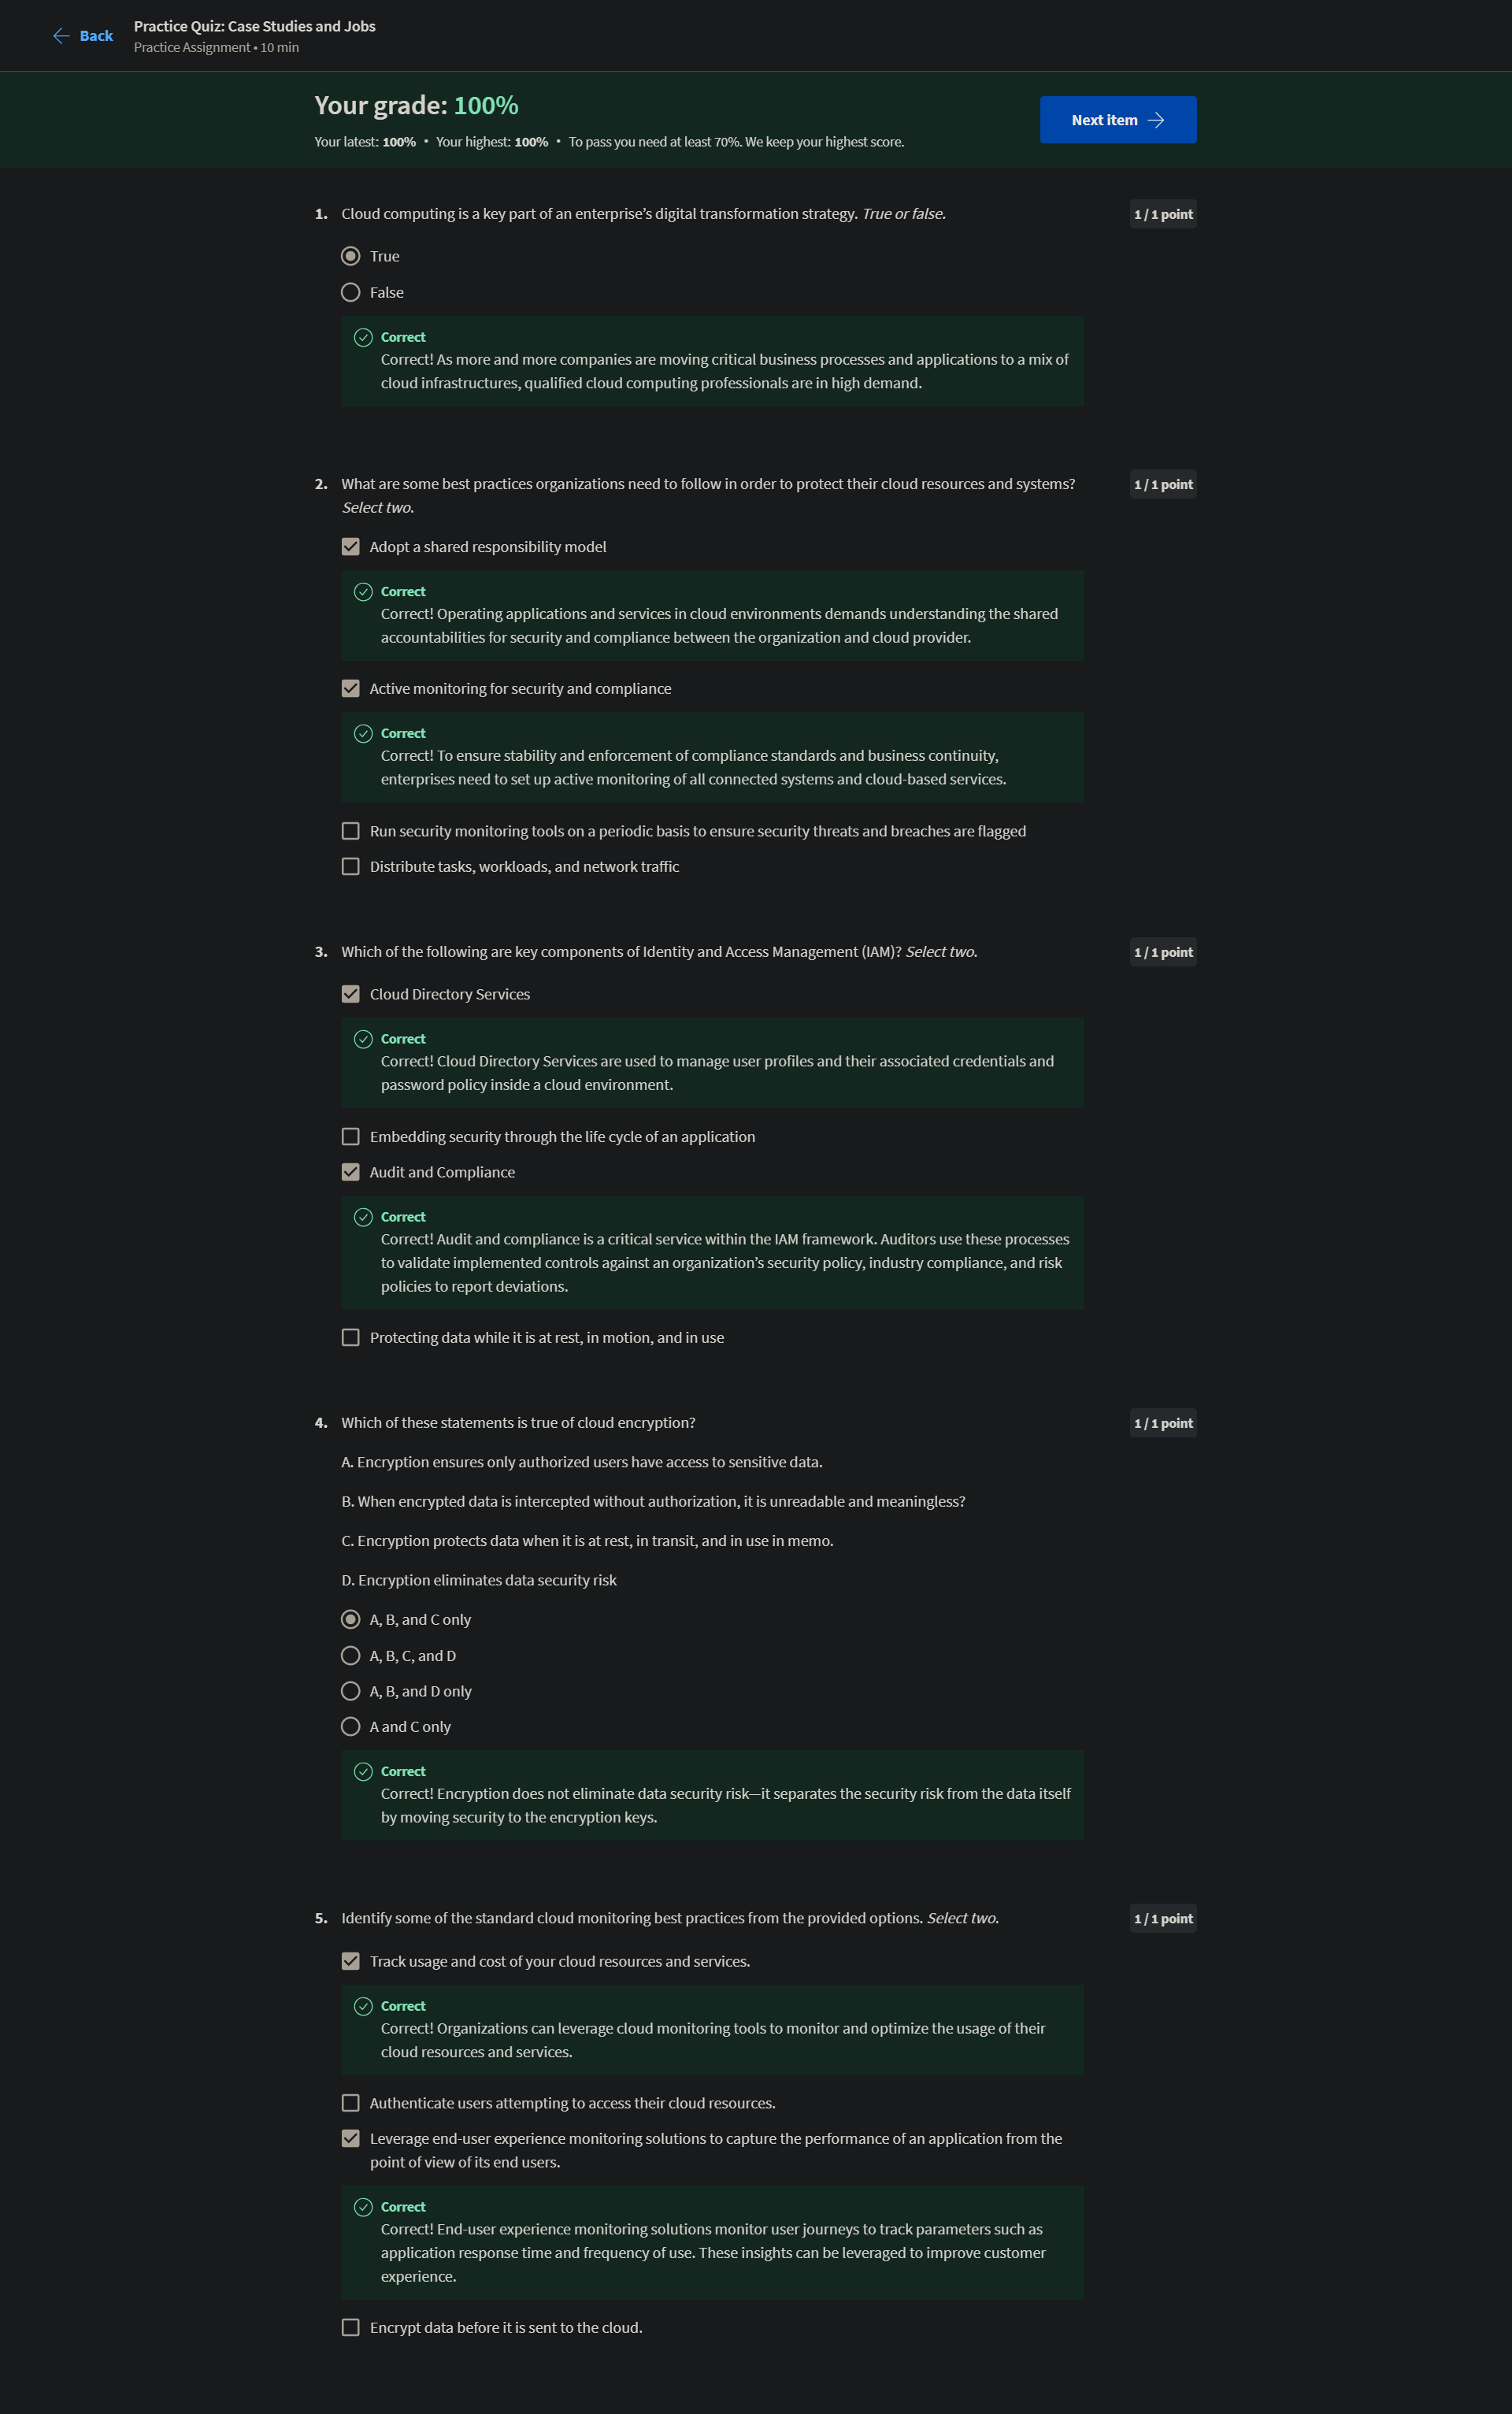 Back
Practice Quiz: Case Studies and Jobs
Practice Assignment • 10 min
Your grade: 100%
Your latest: 100% • Your highest: 100% • To pass you need at least 70%. We keep your highest score.
Next item
1. Cloud computing is a key part of an enterprise’s digital transformation strategy. True or false.
1 / 1 point
True
False
Correct
Correct! As more and more companies are moving critical business processes and applications to a mix of
cloud infrastructures, qualified cloud computing professionals are in high demand.
2. What are some best practices organizations need to follow in order to protect their cloud resources and systems?
Select two.
1 / 1 point
Adopt a shared responsibility model
Correct
Correct! Operating applications and services in cloud environments demands understanding the shared
accountabilities for security and compliance between the organization and cloud provider.
Active monitoring for security and compliance
Correct
Correct! To ensure stability and enforcement of compliance standards and business continuity,
enterprises need to set up active monitoring of all connected systems and cloud-based services.
Run security monitoring tools on a periodic basis to ensure security threats and breaches are flagged
Distribute tasks, workloads, and network traffic
3. Which of the following are key components of Identity and Access Management (IAM)? Select two.
1 / 1 point
Cloud Directory Services
Correct
Correct! Cloud Directory Services are used to manage user profiles and their associated credentials and
password policy inside a cloud environment.
Embedding security through the life cycle of an application
Audit and Compliance
Correct
Correct! Audit and compliance is a critical service within the IAM framework. Auditors use these processes
to validate implemented controls against an organization’s security policy, industry compliance, and risk
policies to report deviations.
Protecting data while it is at rest, in motion, and in use
4. Which of these statements is true of cloud encryption?
1 / 1 point
A. Encryption ensures only authorized users have access to sensitive data.
B. When encrypted data is intercepted without authorization, it is unreadable and meaningless?
C. Encryption protects data when it is at rest, in transit, and in use in memo.
D. Encryption eliminates data security risk
A, B, and C only
A, B, C, and D
A, B, and D only
A and C only
Correct
Correct! Encryption does not eliminate data security risk—it separates the security risk from the data itself
by moving security to the encryption keys.
5. Identify some of the standard cloud monitoring best practices from the provided options. Select two.
1 / 1 point
Track usage and cost of your cloud resources and services.
Correct
Correct! Organizations can leverage cloud monitoring tools to monitor and optimize the usage of their
cloud resources and services.
Authenticate users attempting to access their cloud resources.
Leverage end-user experience monitoring solutions to capture the performance of an application from the
point of view of its end users.
Correct
Correct! End-user experience monitoring solutions monitor user journeys to track parameters such as
application response time and frequency of use. These insights can be leveraged to improve customer
experience.
Encrypt data before it is sent to the cloud.